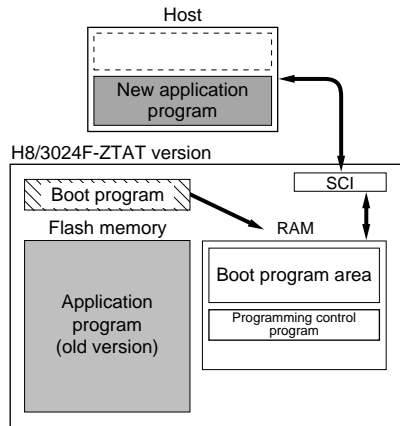 Host
New application
program
H8/3024F-ZTAT version
SCI
Boot program
Flash memory
RAM
Boot program area
Application
program
(old version)
Programming control
program